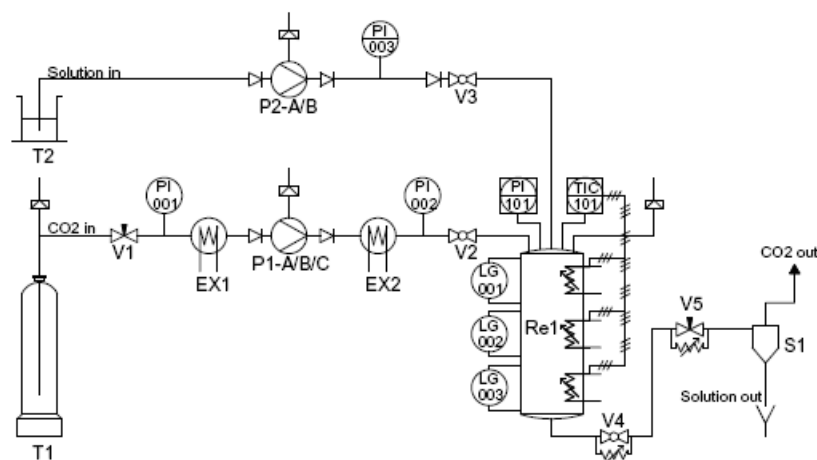 PI
003
Solution in
P2-A/B
V3
T2
PI
001
PI
002
PI
101
TIC
101
CO2 in
V1
EX1
P1-A/B/C
EX2
V2
CO2 out
LG
001
LG
002
LG
003
Re1
V5
S1
V4
Solution out
T1